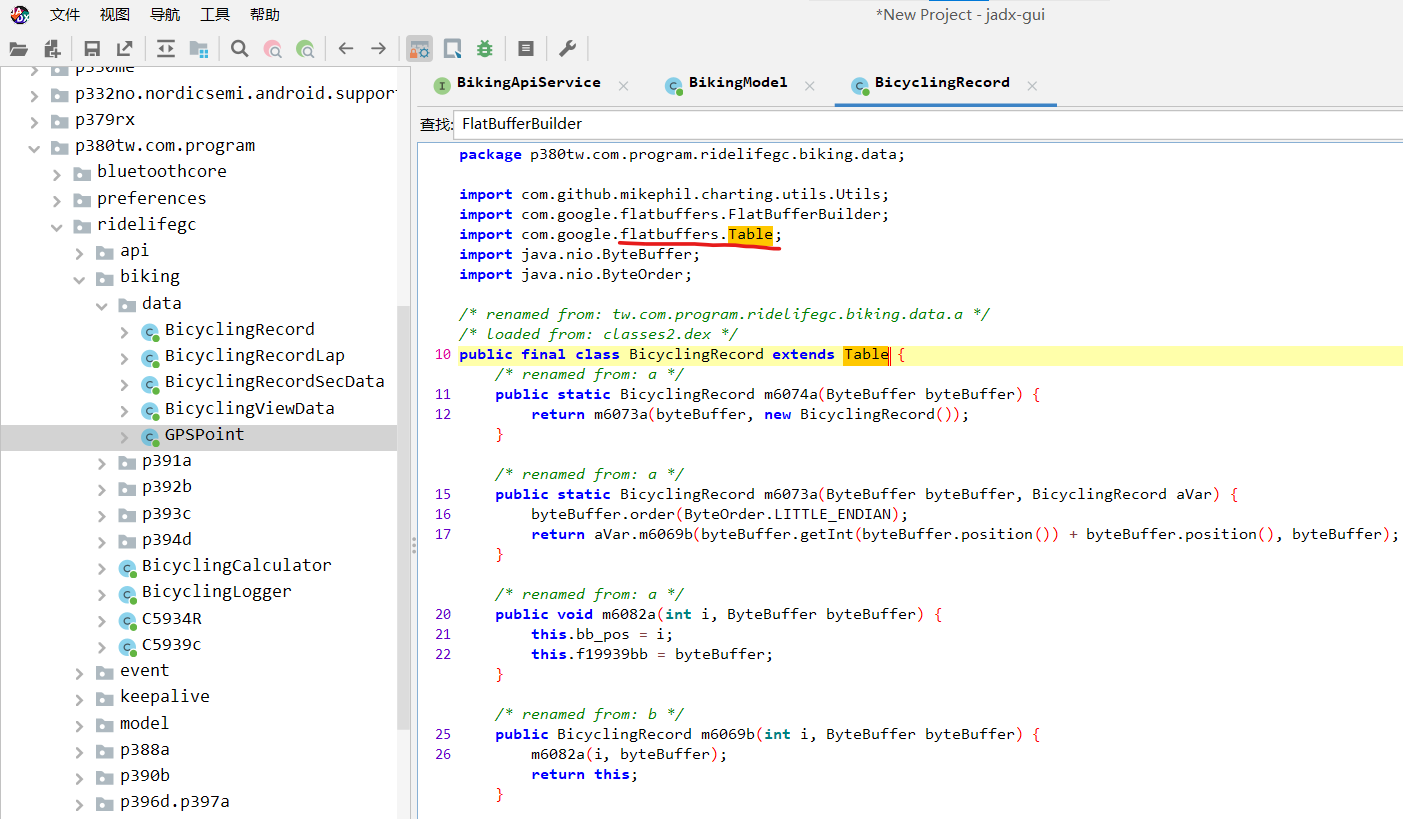 文件 视图 导航 工具 帮助
*New Project - jadx-gui
p350me
p332no.nordicsemi.android.suppor
p379rx
p380tw.com.program
bluetoothcore
preferences
ridelifegc
api
biking
data
BicyclingRecord
BicyclingRecordLap
BicyclingRecordSecData
BicyclingViewData
GPSPoint
p391a
p392b
p393c
p394d
BicyclingCalculator
BicyclingLogger
C5934R
C5939c
event
keepalive
model
p388a
p390b
p396d.p397a
BikingApiService
BikingModel
BicyclingRecord
查找: FlatBufferBuilder
package p380tw.com.program.ridelifegc.biking.data;
import com.github.mikephil.charting.utils.Utils;
import com.google.flatbuffers.FlatBufferBuilder;
import com.google.flatbuffers.Table;
import java.nio.ByteBuffer;
import java.nio.ByteOrder;
/* renamed from: tw.com.program.ridelifegc.biking.data.a */
/* loaded from: classes2.dex */
10 public final class BicyclingRecord extends Table {
/* renamed from: a */
11 public static BicyclingRecord m6074a(ByteBuffer byteBuffer) {
12 return m6073a(byteBuffer, new BicyclingRecord());
}
/* renamed from: a */
15 public static BicyclingRecord m6073a(ByteBuffer byteBuffer, BicyclingRecord aVar) {
16 byteBuffer.order(ByteOrder.LITTLE_ENDIAN);
17 return aVar.m6069b(byteBuffer.getInt(byteBuffer.position()) + byteBuffer.position(), byteBuffer);
}
/* renamed from: a */
20 public void m6082a(int i, ByteBuffer byteBuffer) {
21 this.bb_pos = i;
22 this.f19939bb = byteBuffer;
}
/* renamed from: b */
25 public BicyclingRecord m6069b(int i, ByteBuffer byteBuffer) {
26 m6082a(i, byteBuffer);
return this;
}